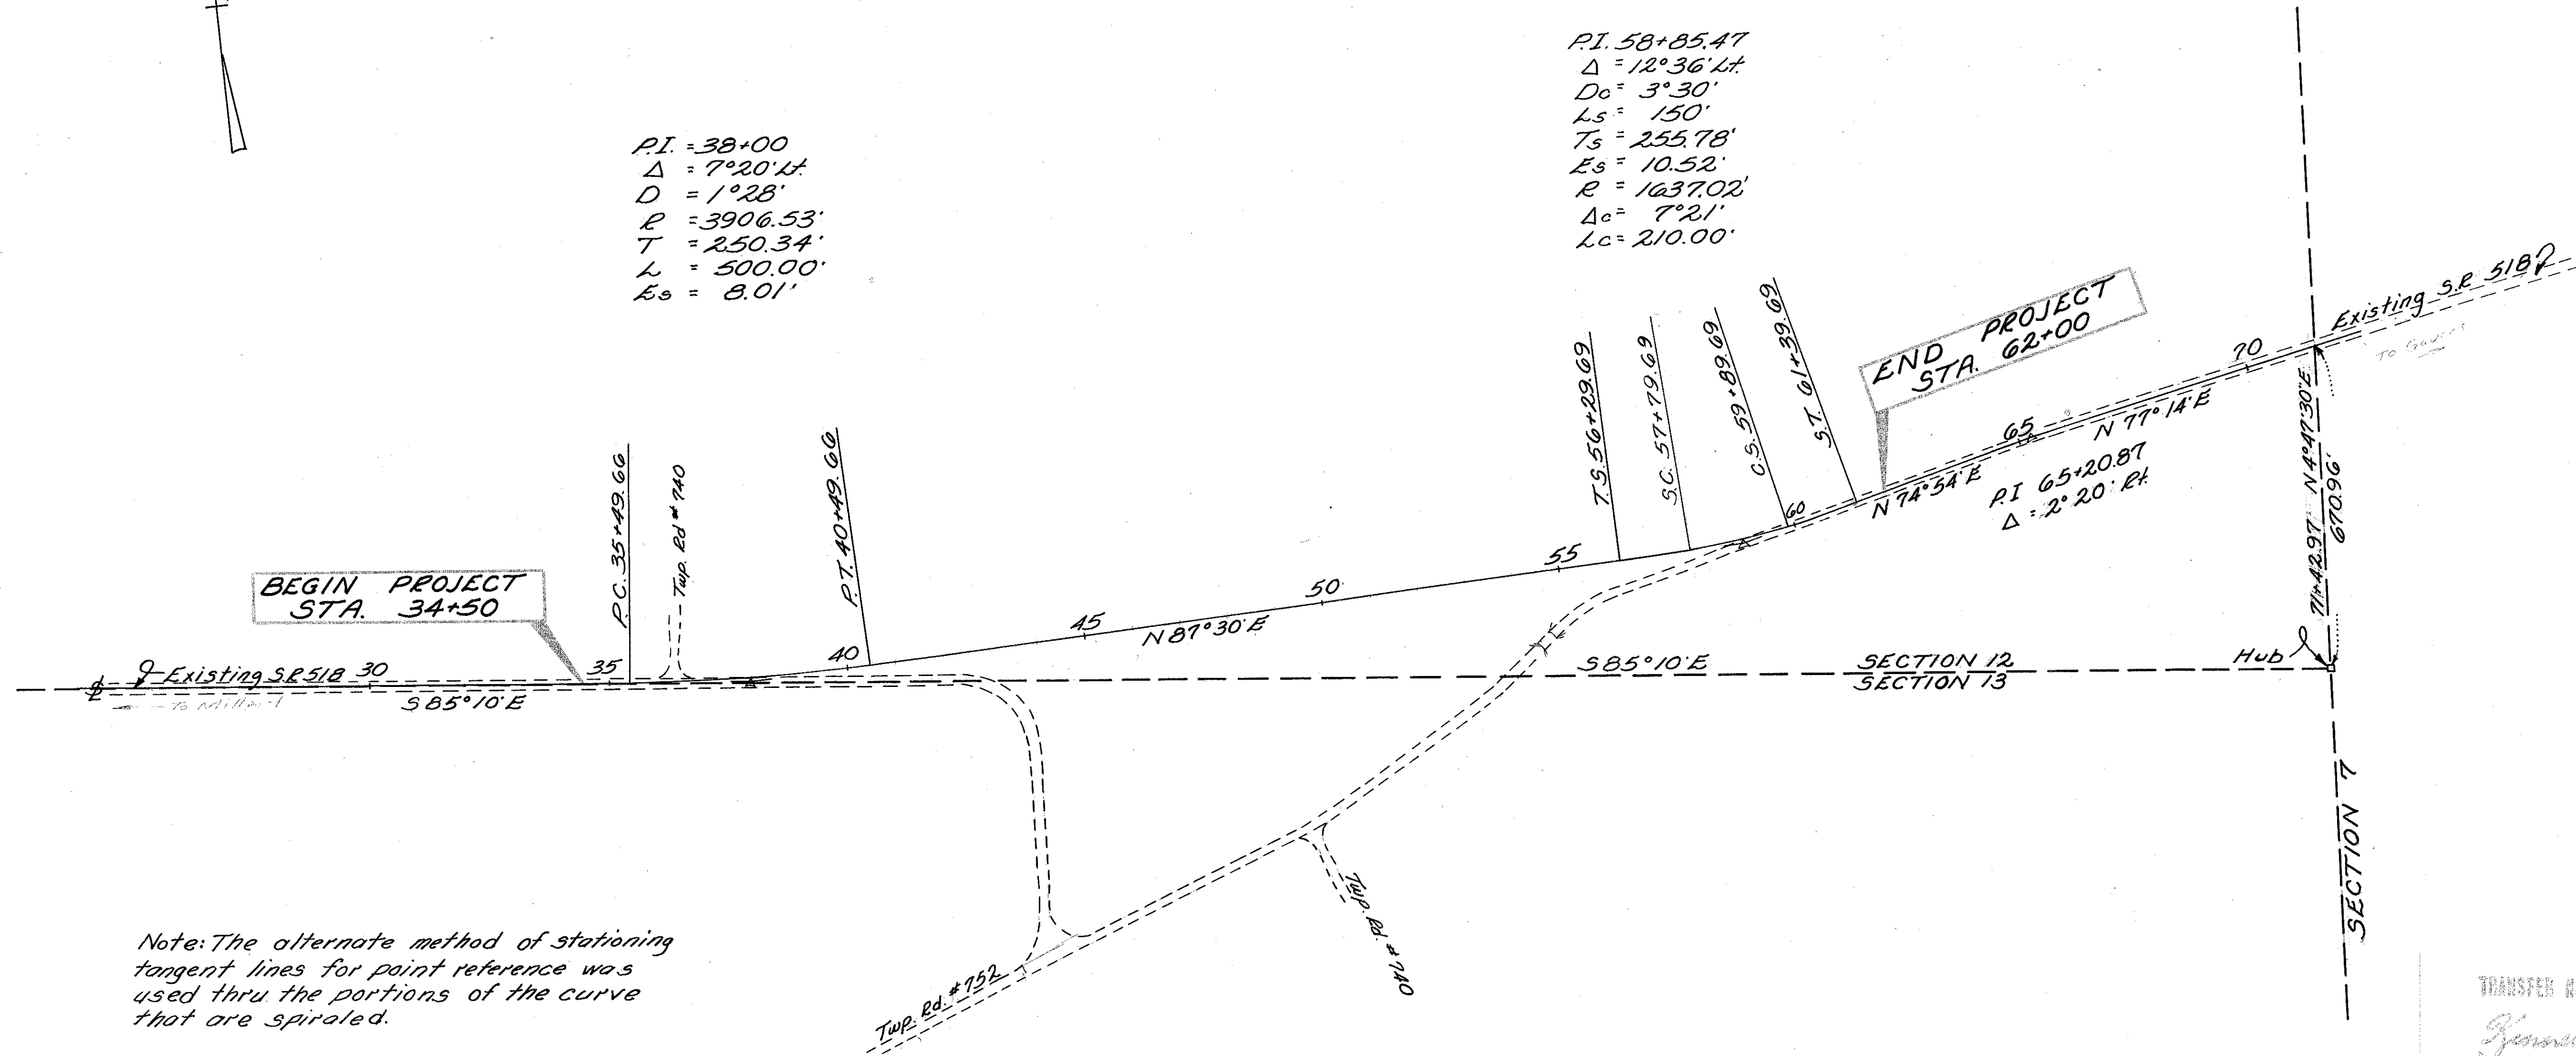 P.I. = 38+00
Δ = 7°20' Lt.
D = 1°28'
R = 3906.53'
T = 250.34'
L = 500.00'
Es = 8.01'
P.I. 58+85.47
Δ = 12°36' Lt.
Dc = 3°30'
Ls = 150'
Ts = 255.78'
Es = 10.52'
R = 1637.02'
Δc = 7°21'
Lc = 210.00'
BEGIN PROJECT
STA. 34+50
P.C. 35+49.66
Twp. Rd # 740
P.T. 40+49.66
T.S. 56+29.69
S.C. 57+79.69
C.S. 59+89.69
S.T. 61+39.69
END PROJECT
STA. 62+00
Existing S.R. 518
To
70
65
N 77°14' E
N 74°54' E
P.I 65+20.87
Δ = 2°20' Rt.
71+42.97 N 4°47'30" E
670.96'
60
55
50
45
N 87°30' E
40
35
30
Existing S.R. 518
S 85°10' E
To
S 85°10' E
SECTION 12
SECTION 13
Hub
SECTION 7
Twp. Rd. # 740
Twp. Rd. # 752
Note: The alternate method of stationing
tangent lines for point reference was
used thru the portions of the curve
that are spiraled.
TRANSFER